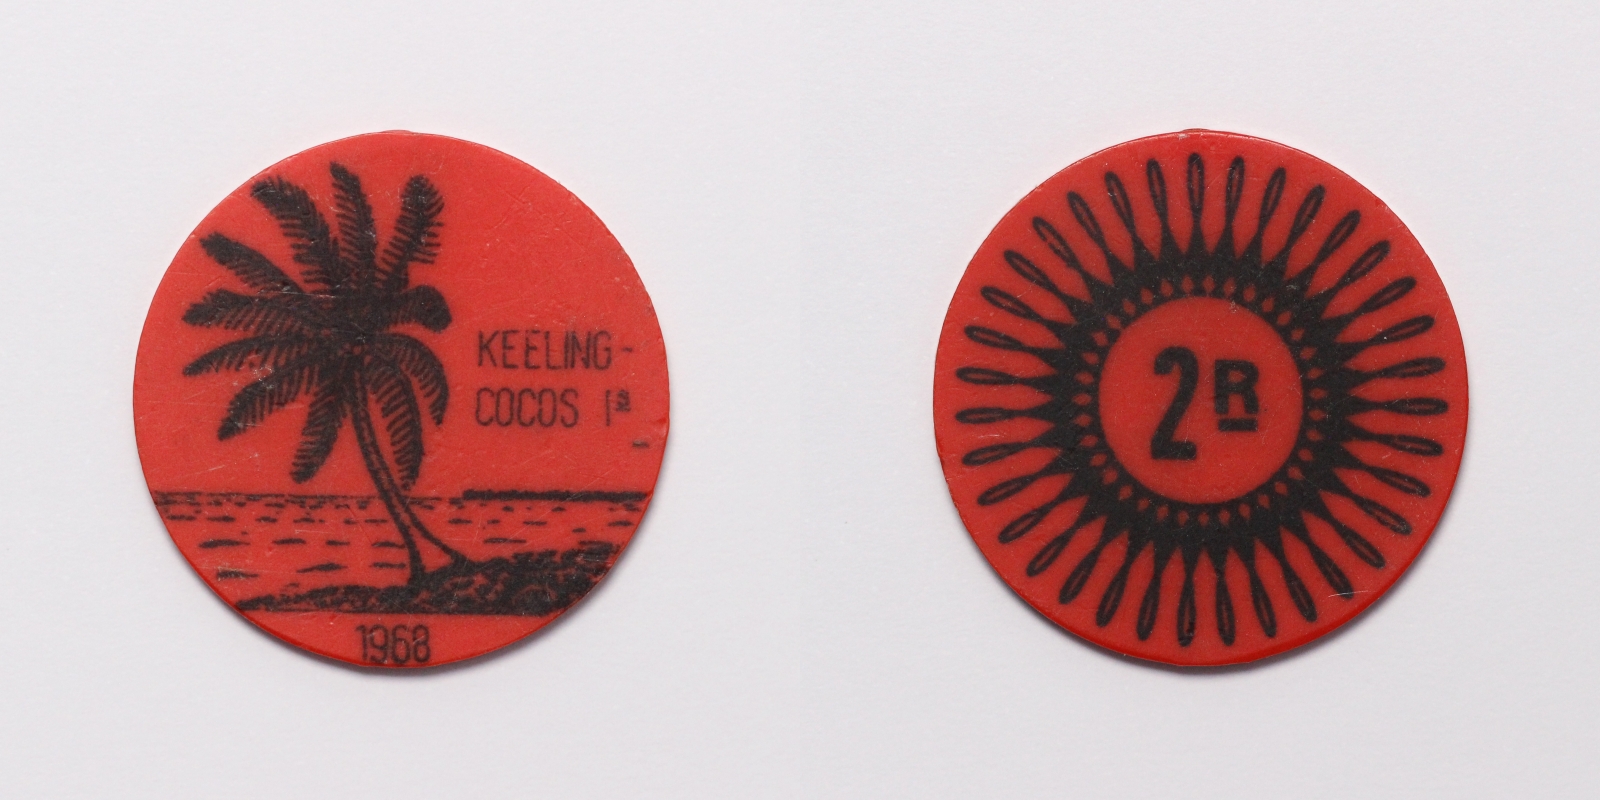 KEELING-
COCOS Iˢ
1968
2R